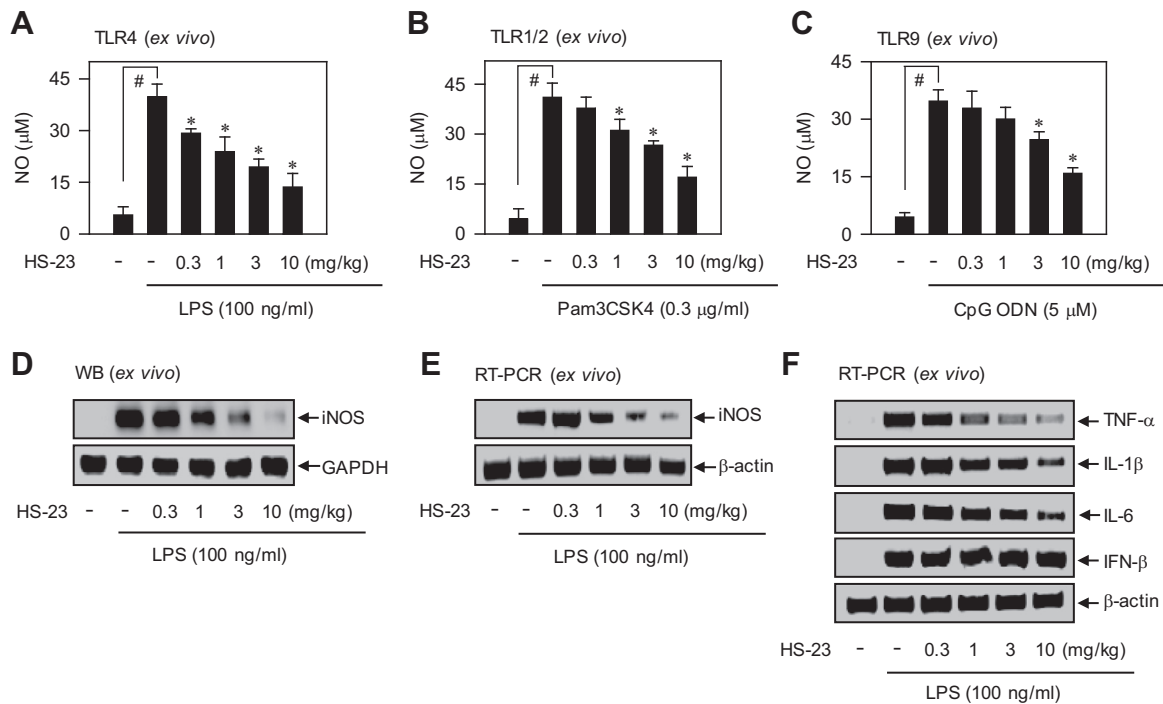 A
TLR4 (ex vivo)
NO (μM)
45
30
15
0
#
*
*
*
*
HS-23 - - 0.3 1 3 10 (mg/kg)
LPS (100 ng/ml)
B
TLR1/2 (ex vivo)
NO (μM)
45
30
15
0
#
*
*
*
HS-23 - - 0.3 1 3 10 (mg/kg)
Pam3CSK4 (0.3 μg/ml)
C
TLR9 (ex vivo)
NO (μM)
45
30
15
0
#
*
*
HS-23 - - 0.3 1 3 10 (mg/kg)
CpG ODN (5 μM)
D
WB (ex vivo)
iNOS
GAPDH
HS-23 - - 0.3 1 3 10 (mg/kg)
LPS (100 ng/ml)
E
RT-PCR (ex vivo)
iNOS
β-actin
HS-23 - - 0.3 1 3 10 (mg/kg)
LPS (100 ng/ml)
F
RT-PCR (ex vivo)
TNF-α
IL-1β
IL-6
IFN-β
β-actin
HS-23 - - 0.3 1 3 10 (mg/kg)
LPS (100 ng/ml)